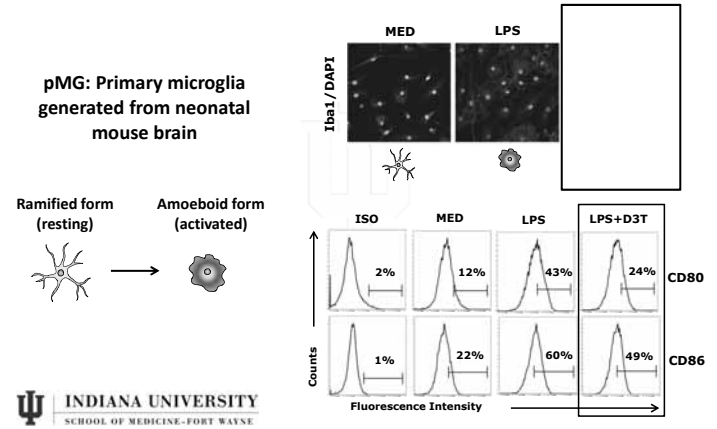 pMG: Primary microglia
generated from neonatal
mouse brain
Ramified form
(resting)
Amoeboid form
(activated)
MED
LPS
Iba1/DAPI
ISO
MED
LPS
LPS+D3T
2%
12%
43%
24%
CD80
1%
22%
60%
49%
CD86
Counts
Fluorescence Intensity
INDIANA UNIVERSITY
SCHOOL OF MEDICINE–FORT WAYNE